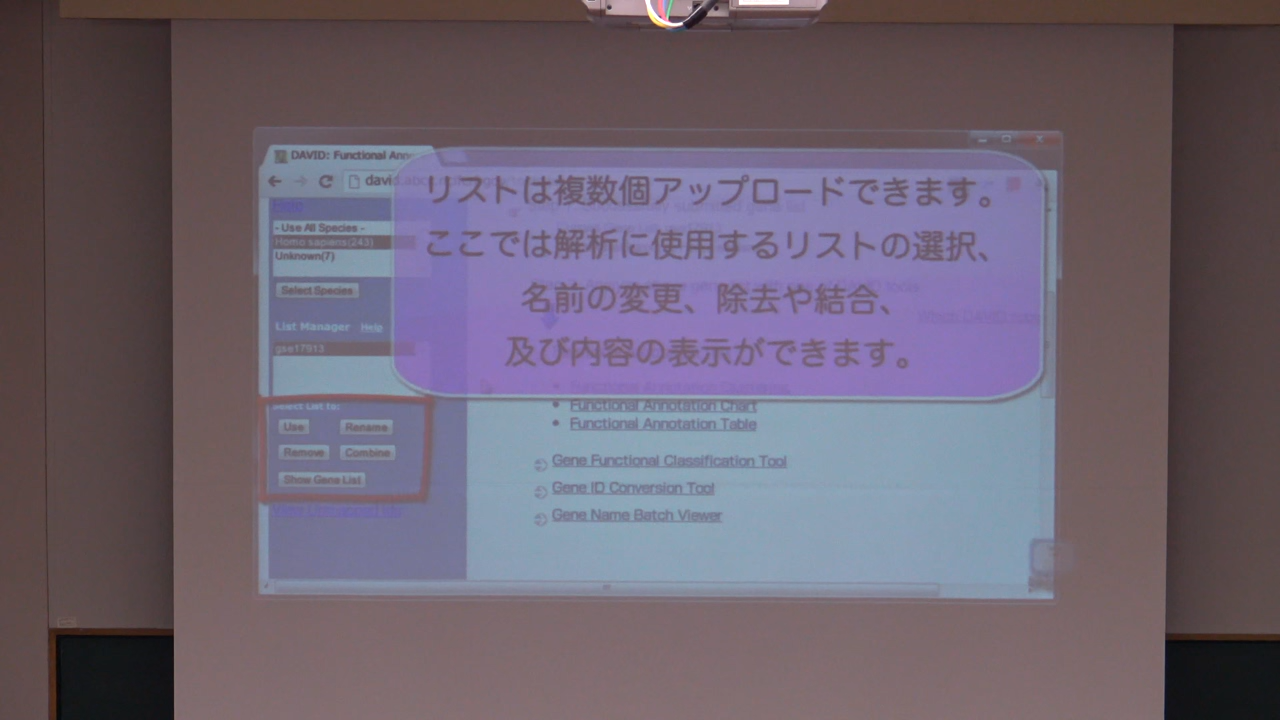 DAVID: Functional Ann
リストは複数個アップロードできます。
ここでは解析に使用するリストの選択、
名前の変更、除去や結合、
及び内容の表示ができます。
Help
- Use All Species -
Homo sapiens(243)
Unknown(7)
Select Species
List Manager Help
gse17913
Select List to:
Use Rename
Remove Combine
Show Gene List
Functional Annotation Chart
Functional Annotation Table
Gene Functional Classification Tool
Gene ID Conversion Tool
Gene Name Batch Viewer